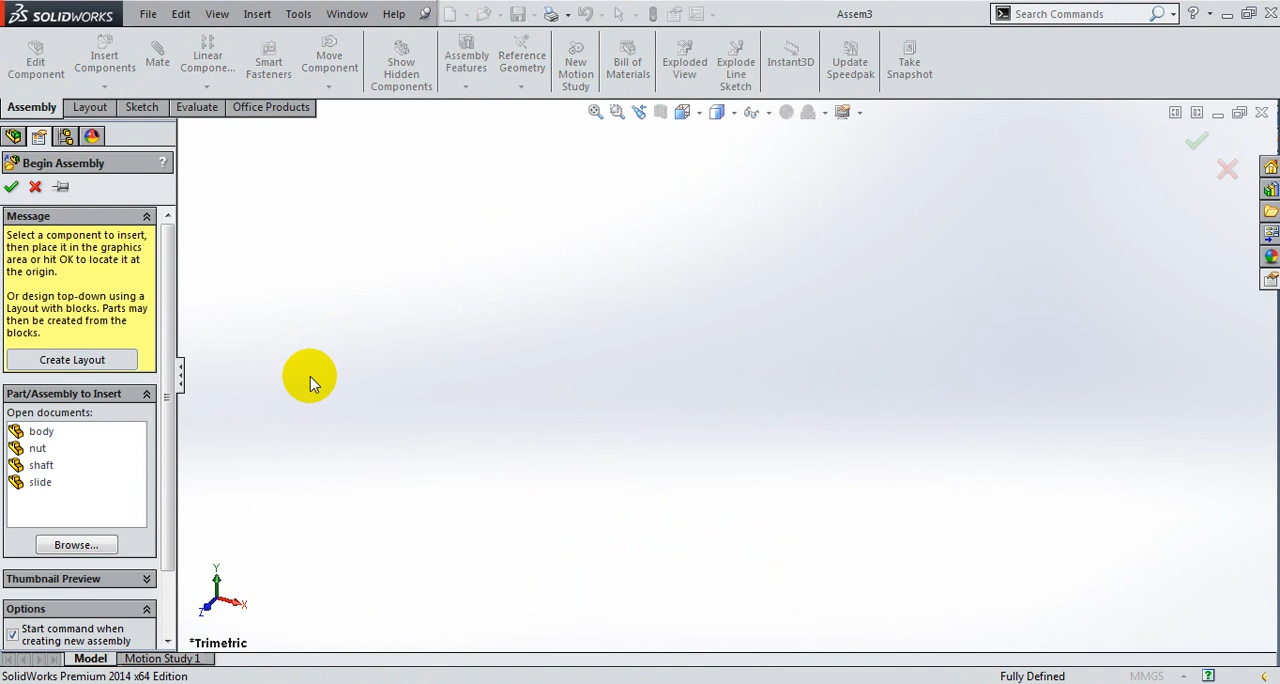 SOLIDWORKS File Edit View Insert Tools Window Help Assem3 Search Commands
Edit Component
Insert Components
Mate
Linear Compone...
Smart Fasteners
Move Component
Show Hidden Components
Assembly Features
Reference Geometry
New Motion Study
Bill of Materials
Exploded View
Explode Line Sketch
Instant3D
Update Speedpak
Take Snapshot
Assembly Layout Sketch Evaluate Office Products
Begin Assembly ?
Message
Select a component to insert,
then place it in the graphics
area or hit OK to locate it at
the origin.
Or design top-down using a
Layout with blocks. Parts may
then be created from the
blocks.
Create Layout
Part/Assembly to Insert
Open documents:
body
nut
shaft
slide
Browse...
Thumbnail Preview
Options
Start command when
creating new assembly
Y
X
Z
*Trimetric
Model Motion Study 1
SolidWorks Premium 2014 x64 Edition Fully Defined MMGS ?